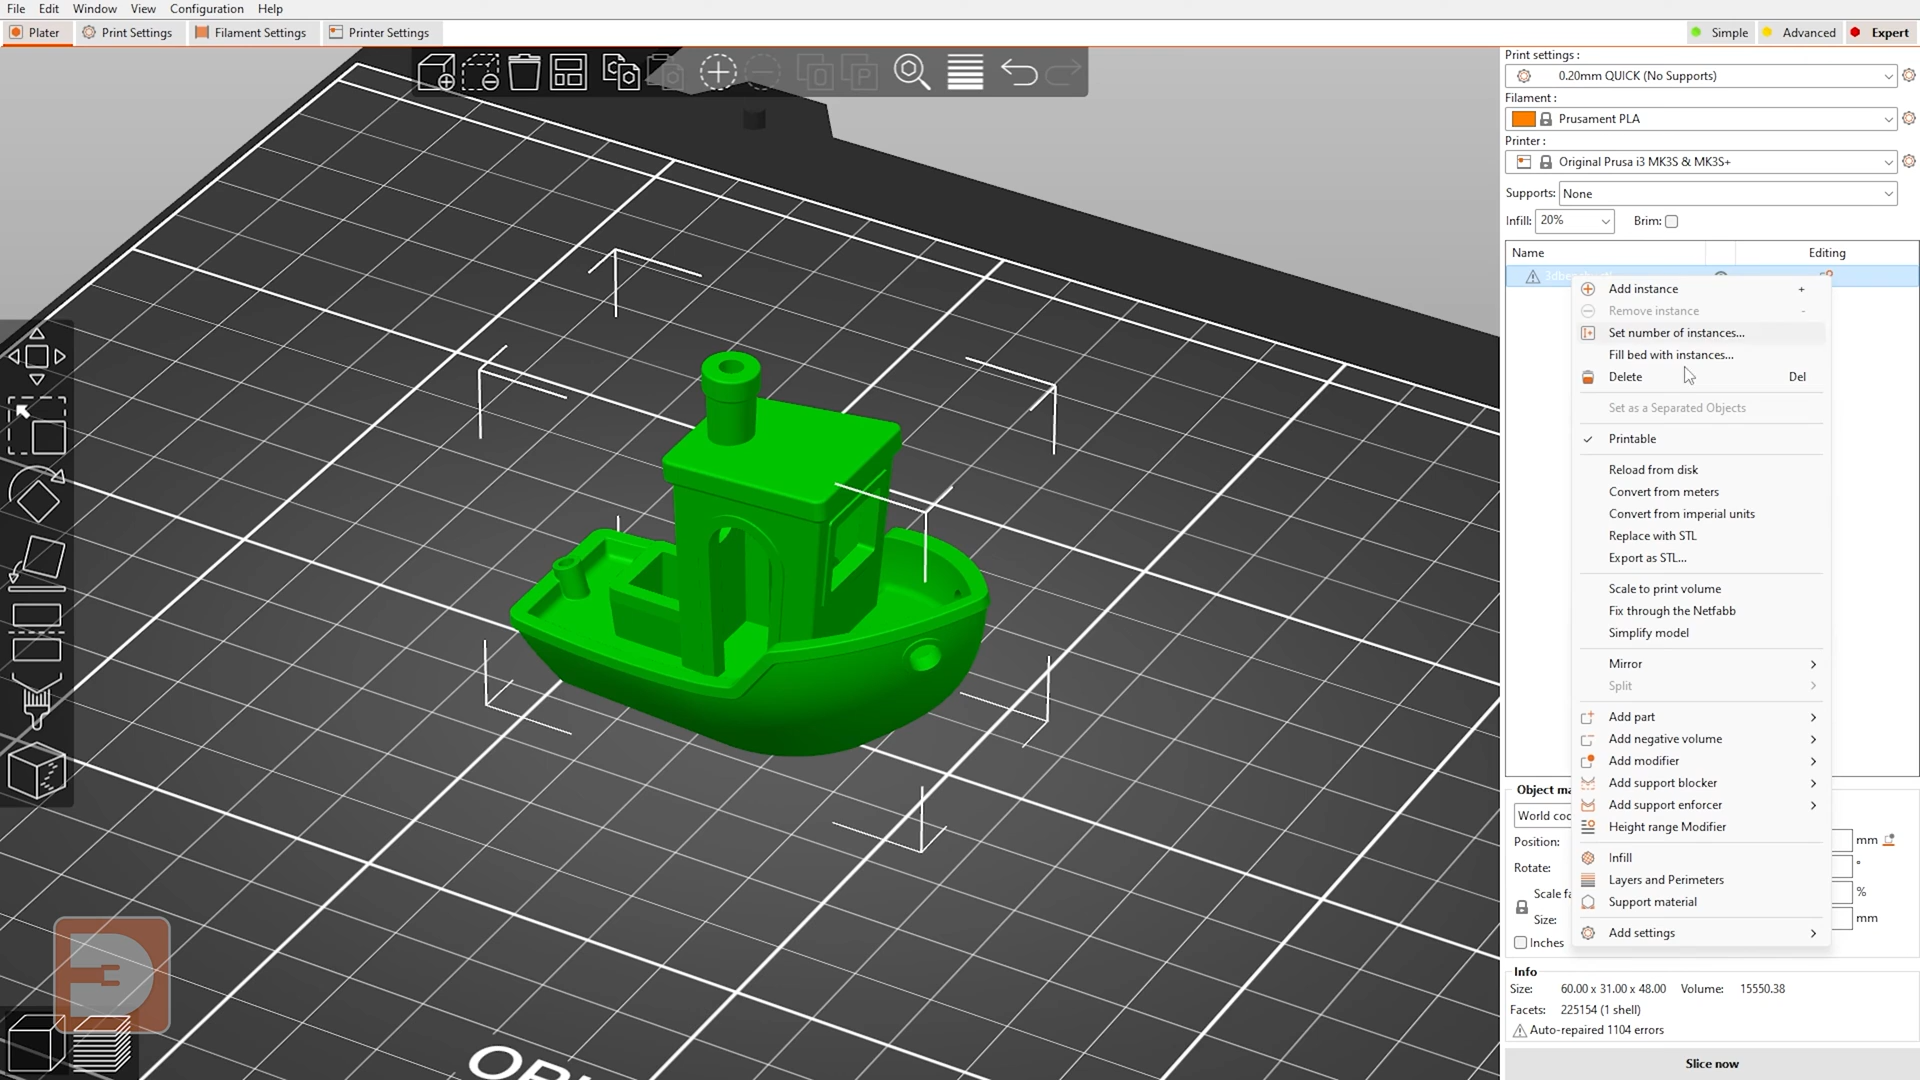 File Edit Window View Configuration Help
Plater Print Settings Filament Settings Printer Settings Simple Advanced Expert
Print settings :
0.20mm QUICK (No Supports)
Filament :
Prusament PLA
Printer :
Original Prusa i3 MK3S & MK3S+
Supports: None
Infill: 20% Brim:
Name Editing
Add instance +
Remove instance -
Set number of instances...
Fill bed with instances...
Delete Del
Set as a Separated Objects
Printable
Reload from disk
Convert from meters
Convert from imperial units
Replace with STL
Export as STL...
Scale to print volume
Fix through the Netfabb
Simplify model
Mirror
Split
Add part
Add negative volume
Add modifier
Add support blocker
Add support enforcer
Height range Modifier
Infill
Layers and Perimeters
Support material
Add settings
Object ma
World coo
Position: mm
Rotate: °
Scale fa %
Size: mm
Inches
Info
Size: 60.00 x 31.00 x 48.00 Volume: 15550.38
Facets: 225154 (1 shell)
Auto-repaired 1104 errors
Slice now